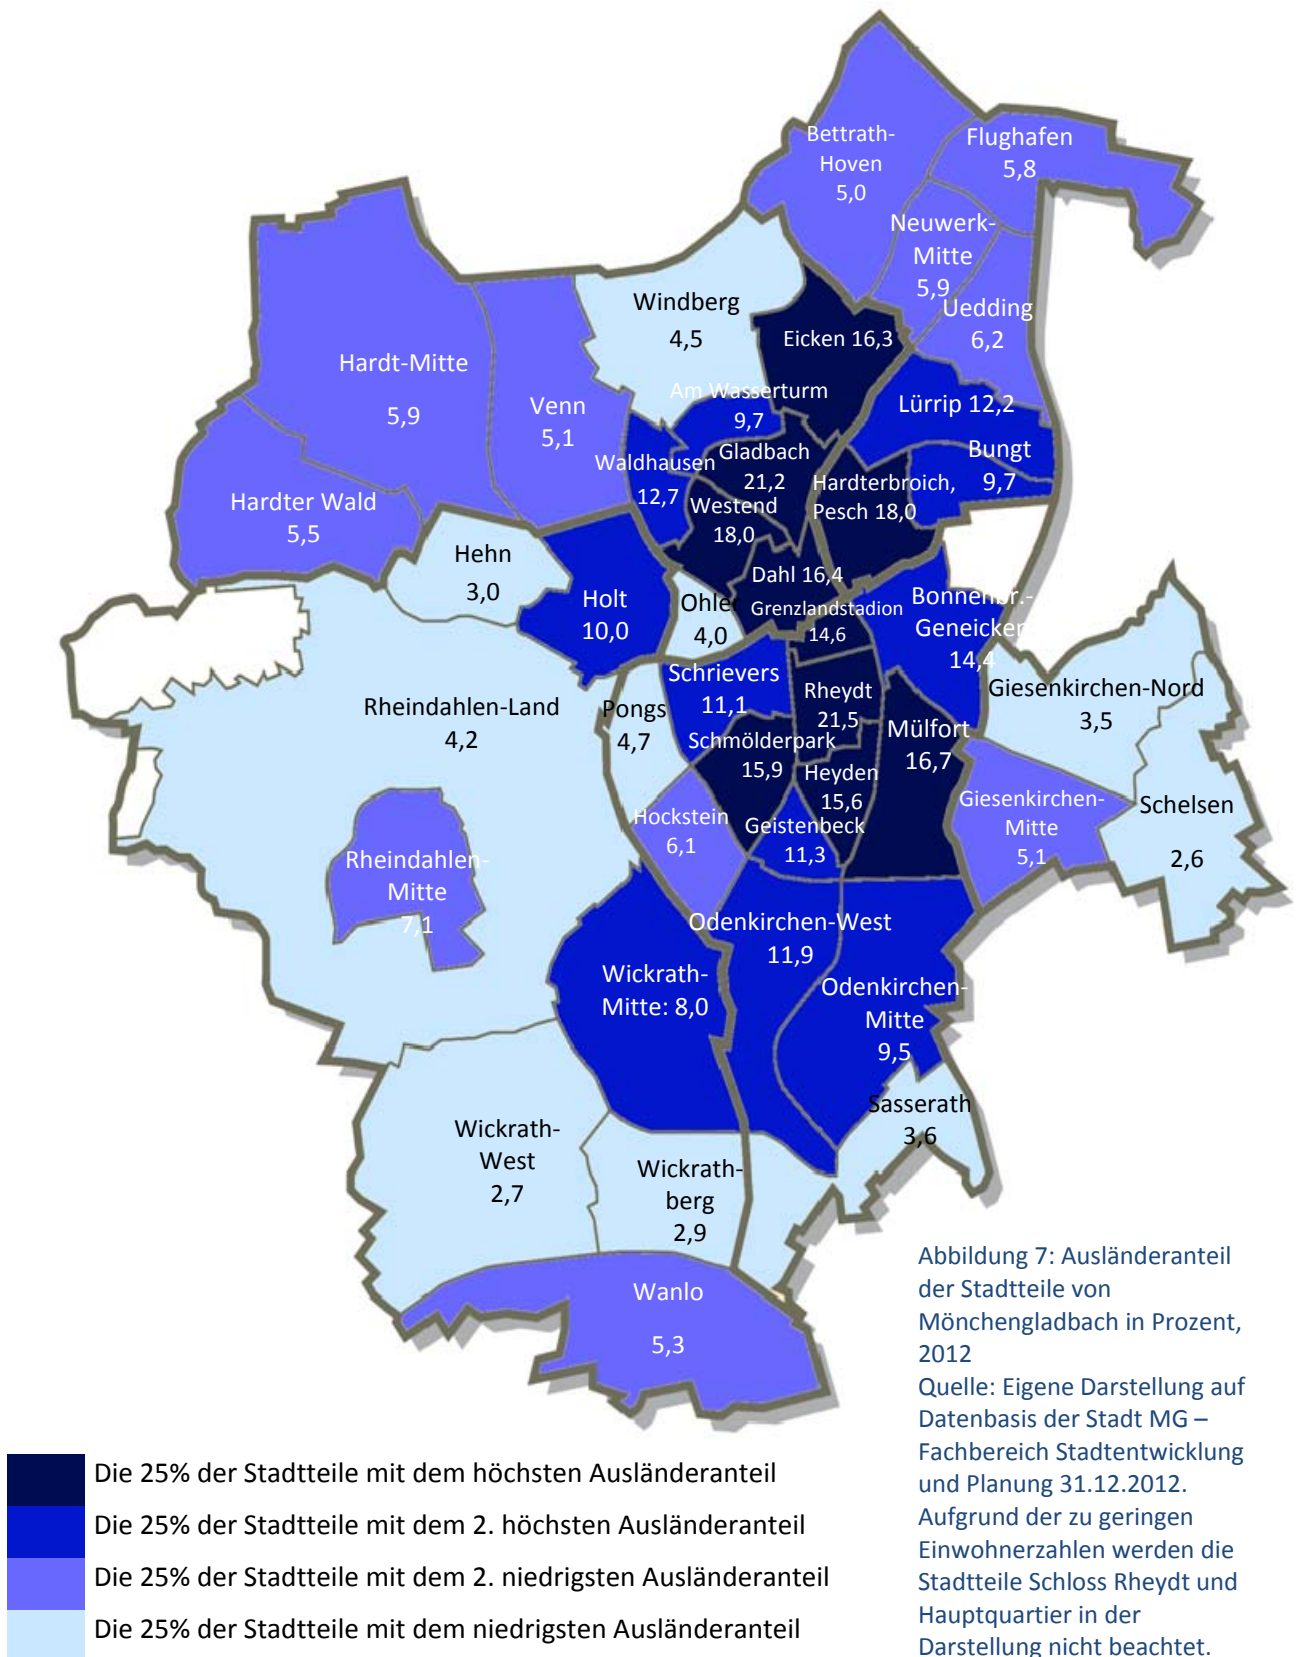 Bettrath-
Hoven
5,0
Flughafen
5,8
Neuwerk-
Mitte
5,9
Uedding
6,2
Windberg
4,5
Eicken 16,3
Hardt-Mitte
5,9
Venn
5,1
Am Wasserturm
9,7
Lürrip 12,2
Bungt
9,7
Waldhausen
12,7
Gladbach
21,2
Westend
18,0
Hardterbroich,
Pesch 18,0
Hardter Wald
5,5
Hehn
3,0
Holt
10,0
Ohler
4,0
Dahl 16,4
Grenzlandstadion
14,6
Bonnenbr.-
Geneicken
14,4
Giesenkirchen-Nord
3,5
Schrievers
11,1
Rheydt
21,5
Rheindahlen-Land
4,2
Pongs
4,7
Schmölderpark
15,9
Mülfort
16,7
Heyden
15,6
Giesenkirchen-
Mitte
5,1
Schelsen
2,6
Hockstein
6,1
Geistenbeck
11,3
Rheindahlen-
Mitte
7,1
Odenkirchen-West
11,9
Wickrath-
Mitte: 8,0
Odenkirchen-
Mitte
9,5
Sasserath
3,6
Wickrath-
West
2,7
Wickrath-
berg
2,9
Wanlo
5,3
Abbildung 7: Ausländeranteil
der Stadtteile von
Mönchengladbach in Prozent,
2012
Quelle: Eigene Darstellung auf
Datenbasis der Stadt MG –
Fachbereich Stadtentwicklung
und Planung 31.12.2012.
Aufgrund der zu geringen
Einwohnerzahlen werden die
Stadtteile Schloss Rheydt und
Hauptquartier in der
Darstellung nicht beachtet.
Die 25% der Stadtteile mit dem höchsten Ausländeranteil
Die 25% der Stadtteile mit dem 2. höchsten Ausländeranteil
Die 25% der Stadtteile mit dem 2. niedrigsten Ausländeranteil
Die 25% der Stadtteile mit dem niedrigsten Ausländeranteil